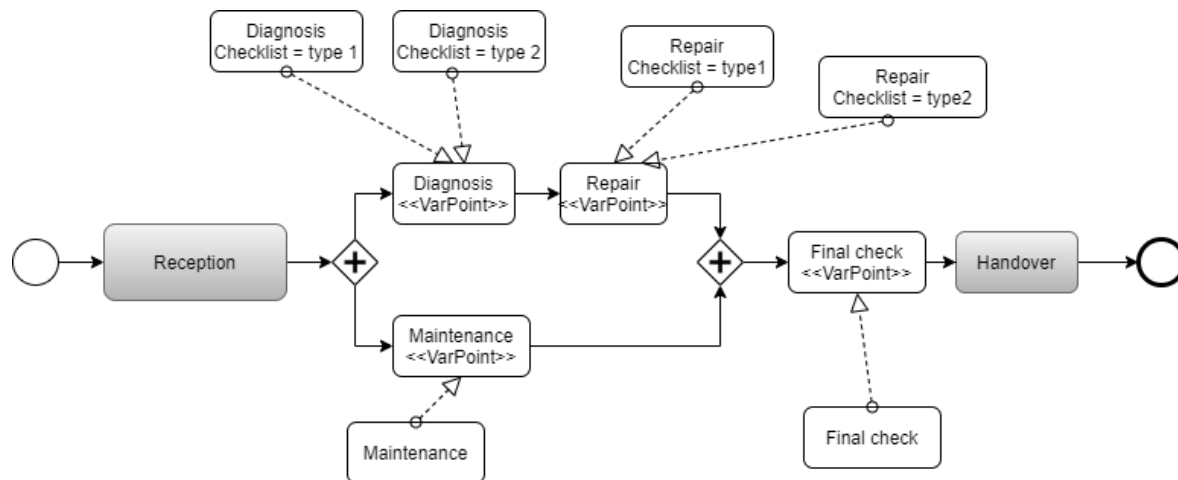 Diagnosis
Checklist = type 1
Diagnosis
Checklist = type 2
Repair
Checklist = type1
Repair
Checklist = type2
Diagnosis
<<VarPoint>>
Repair
<<VarPoint>>
Reception
Final check
<<VarPoint>>
Handover
Maintenance
<<VarPoint>>
Maintenance
Final check